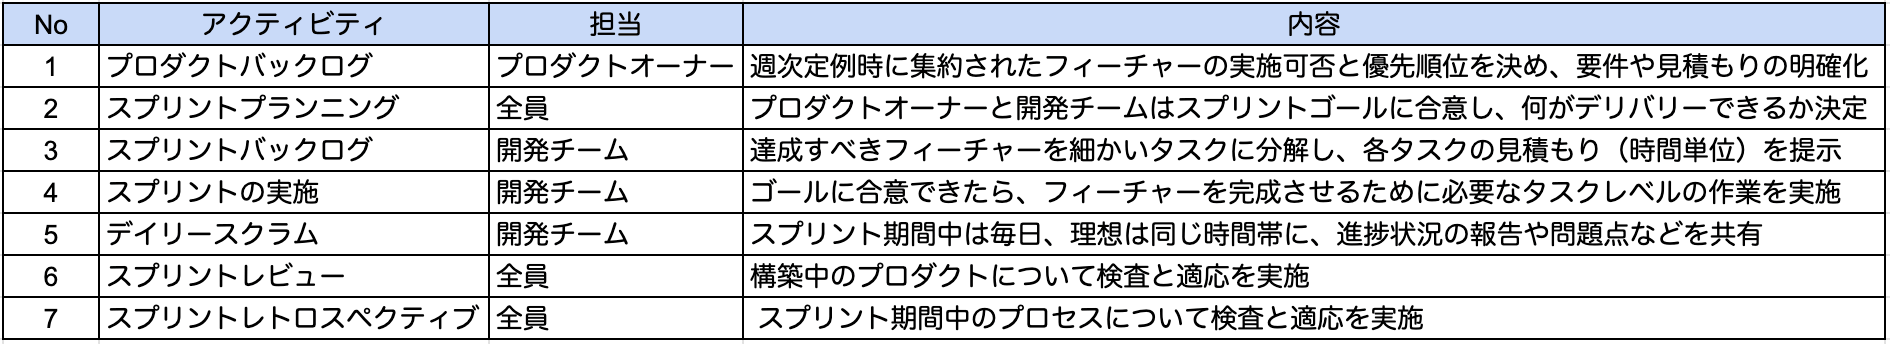 No アクティビティ 担当 内容
1 プロダクトバックログ プロダクトオーナー 週次定例時に集約されたフィーチャーの実施可否と優先順位を決め、要件や見積もりの明確化
2 スプリントプランニング 全員 プロダクトオーナーと開発チームはスプリントゴールに合意し、何がデリバリーできるか決定
3 スプリントバックログ 開発チーム 達成すべきフィーチャーを細かいタスクに分解し、各タスクの見積もり（時間単位）を提示
4 スプリントの実施 開発チーム ゴールに合意できたら、フィーチャーを完成させるために必要なタスクレベルの作業を実施
5 デイリースクラム 開発チーム スプリント期間中は毎日、理想は同じ時間帯に、進捗状況の報告や問題点などを共有
6 スプリントレビュー 全員 構築中のプロダクトについて検査と適応を実施
7 スプリントレトロスペクティブ 全員 スプリント期間中のプロセスについて検査と適応を実施